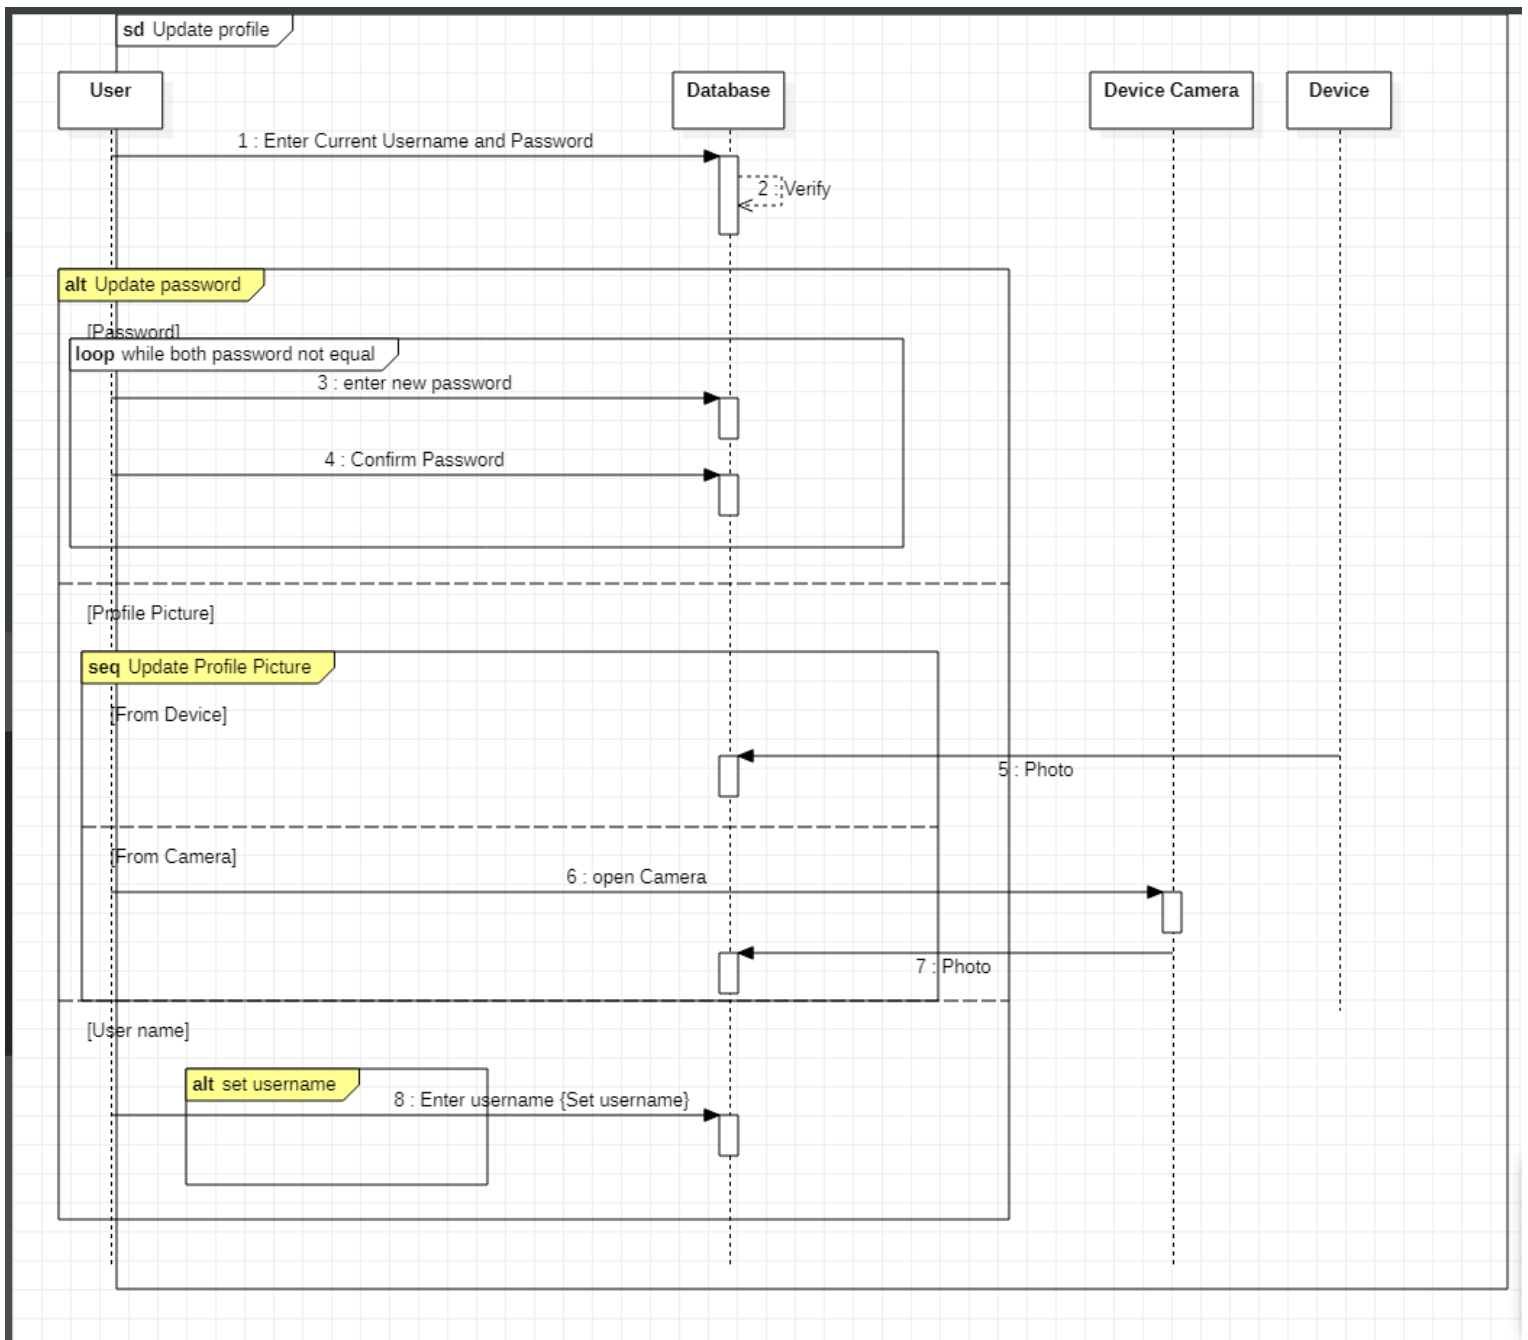 sd Update profile
User
Database
Device Camera
Device
1 : Enter Current Username and Password
2 : Verify
alt Update password
[Password]
loop while both password not equal
3 : enter new password
4 : Confirm Password
[Profile Picture]
seq Update Profile Picture
[From Device]
5 : Photo
[From Camera]
6 : open Camera
7 : Photo
[User name]
alt set username
8 : Enter username {Set username}